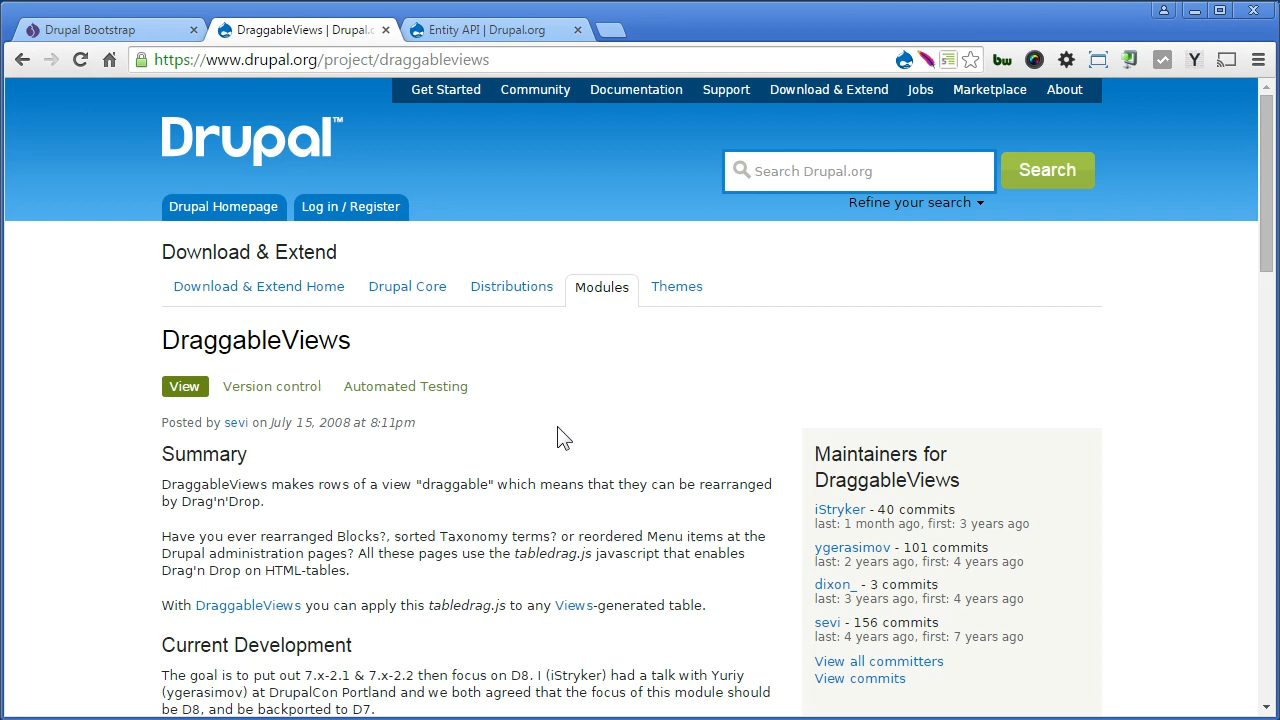 Drupal Bootstrap
DraggableViews | Drupal.o
Entity API | Drupal.org
https://www.drupal.org/project/draggableviews
bw
Y
Get Started Community Documentation Support Download & Extend Jobs Marketplace About
Drupal™
Search Drupal.org
Search
Refine your search
Drupal Homepage
Log in / Register
Download & Extend
Download & Extend Home Drupal Core Distributions Modules Themes
DraggableViews
View Version control Automated Testing
Posted by sevi on July 15, 2008 at 8:11pm
Summary
DraggableViews makes rows of a view "draggable" which means that they can be rearranged
by Drag'n'Drop.
Have you ever rearranged Blocks?, sorted Taxonomy terms? or reordered Menu items at the
Drupal administration pages? All these pages use the tabledrag.js javascript that enables
Drag'n Drop on HTML-tables.
With DraggableViews you can apply this tabledrag.js to any Views-generated table.
Current Development
The goal is to put out 7.x-2.1 & 7.x-2.2 then focus on D8. I (iStryker) had a talk with Yuriy
(ygerasimov) at DrupalCon Portland and we both agreed that the focus of this module should
be D8, and be backported to D7.
Maintainers for
DraggableViews
iStryker - 40 commits
last: 1 month ago, first: 3 years ago
ygerasimov - 101 commits
last: 2 years ago, first: 4 years ago
dixon_ - 3 commits
last: 3 years ago, first: 4 years ago
sevi - 156 commits
last: 4 years ago, first: 7 years ago
View all committers
View commits